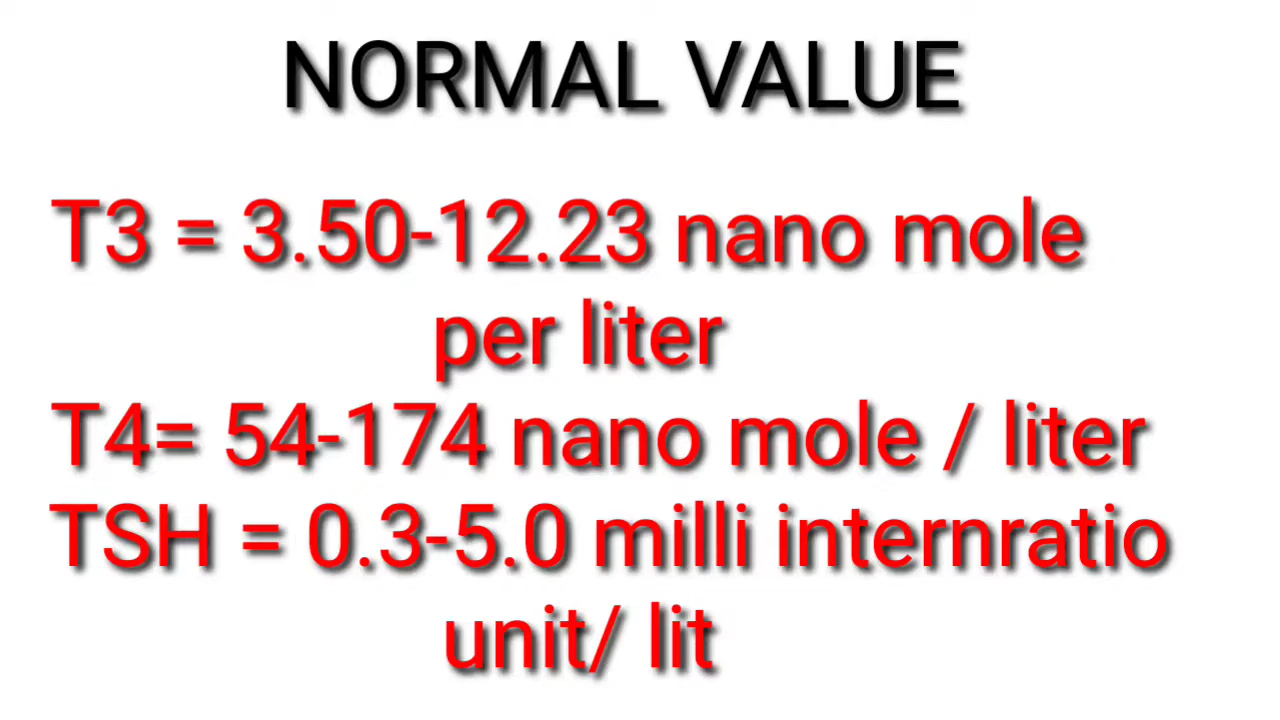 NORMAL VALUE
T3 = 3.50-12.23 nano mole
per liter
T4= 54-174 nano mole / liter
TSH = 0.3-5.0 milli internratio
unit/ lit